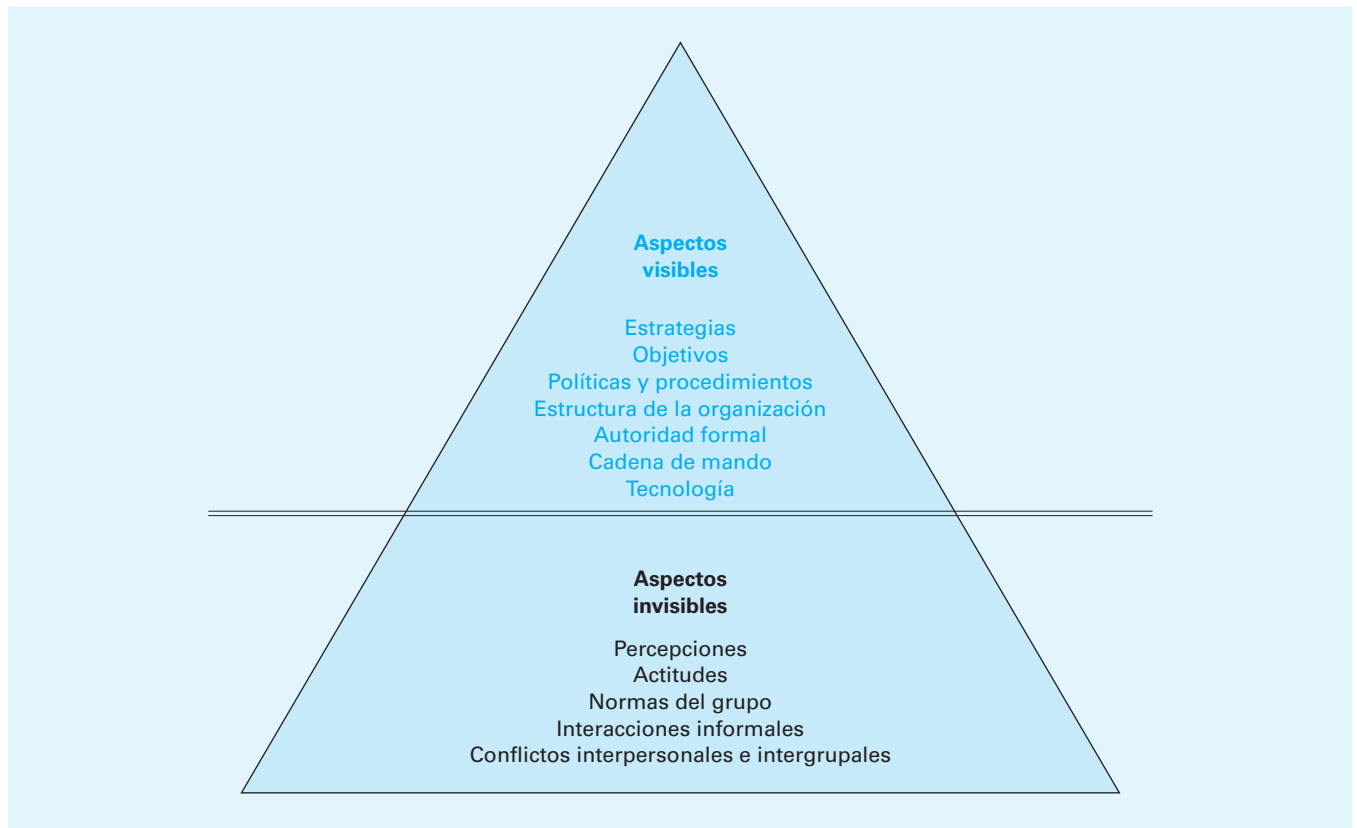 Aspectos
visibles
Estrategias
Objetivos
Políticas y procedimientos
Estructura de la organización
Autoridad formal
Cadena de mando
Tecnología
Aspectos
invisibles
Percepciones
Actitudes
Normas del grupo
Interacciones informales
Conflictos interpersonales e intergrupales